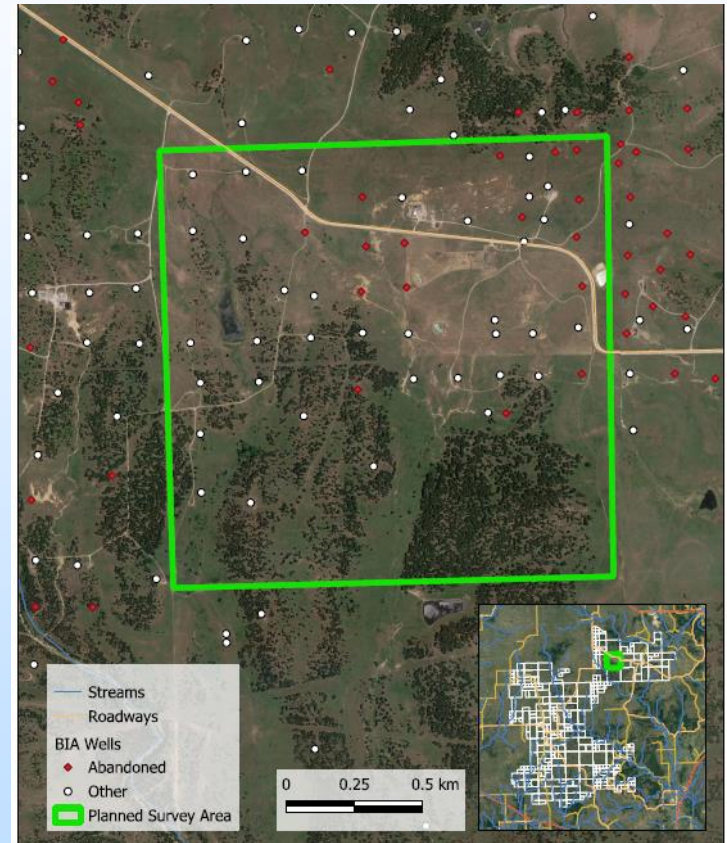 Streams
Roadways
BIA Wells
Abandoned
Other
Planned Survey Area
0 0.25 0.5 km